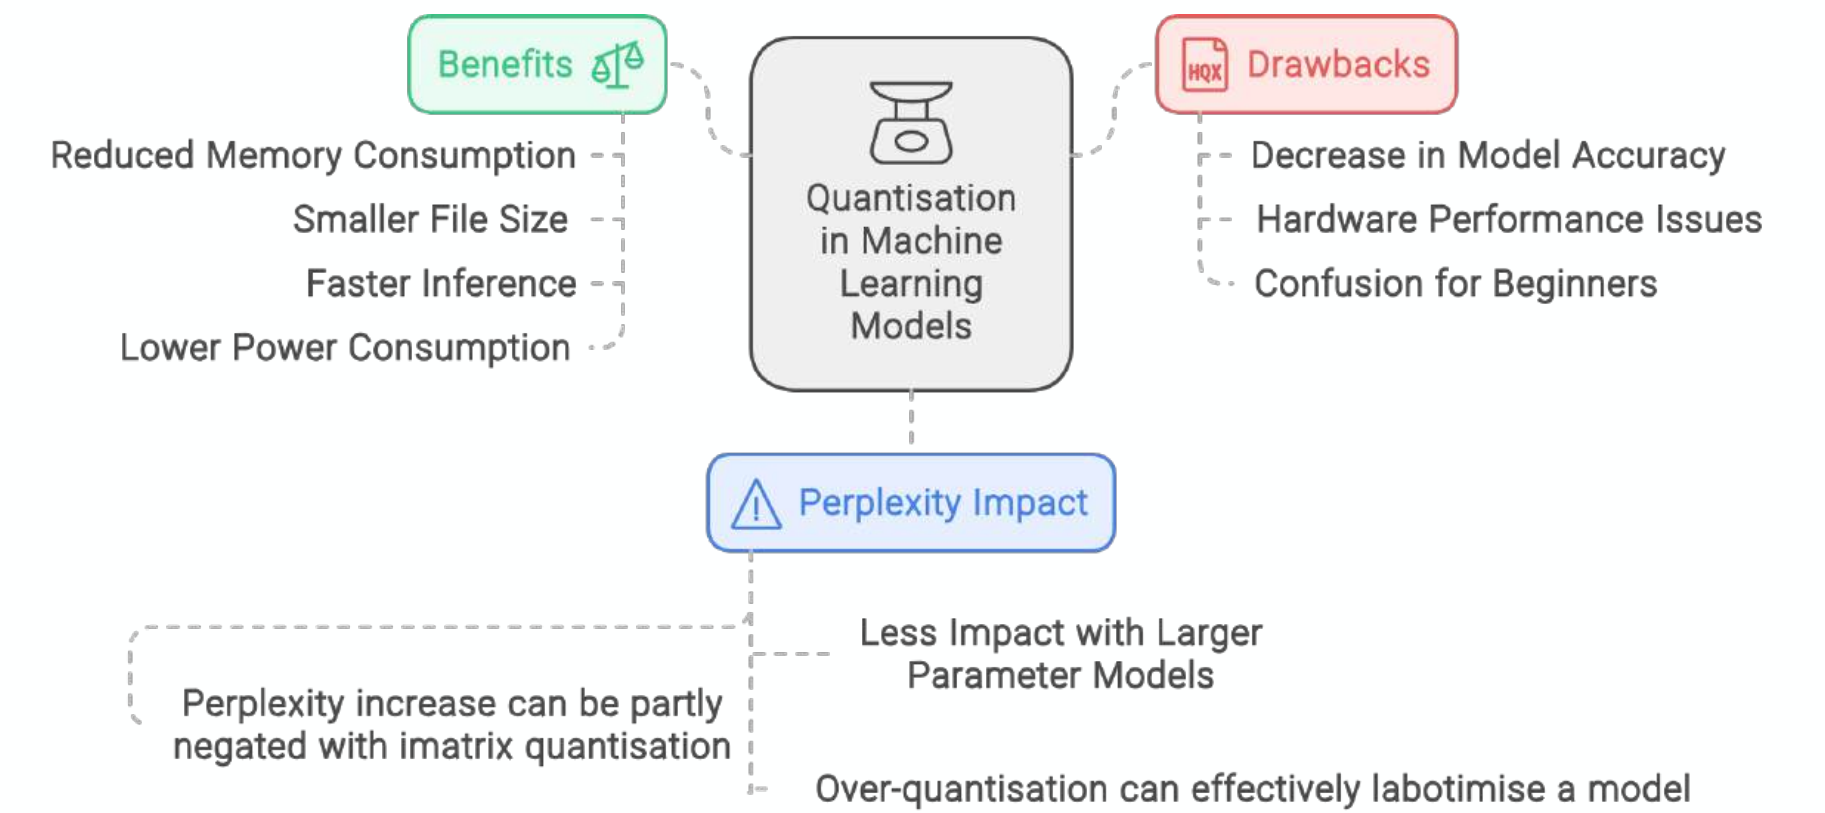 Benefits
Reduced Memory Consumption
Smaller File Size
Faster Inference
Lower Power Consumption
Quantisation
in Machine
Learning
Models
HQX
Drawbacks
Decrease in Model Accuracy
Hardware Performance Issues
Confusion for Beginners
Perplexity Impact
Less Impact with Larger
Parameter Models
Perplexity increase can be partly
negated with imatrix quantisation
Over-quantisation can effectively labotimise a model